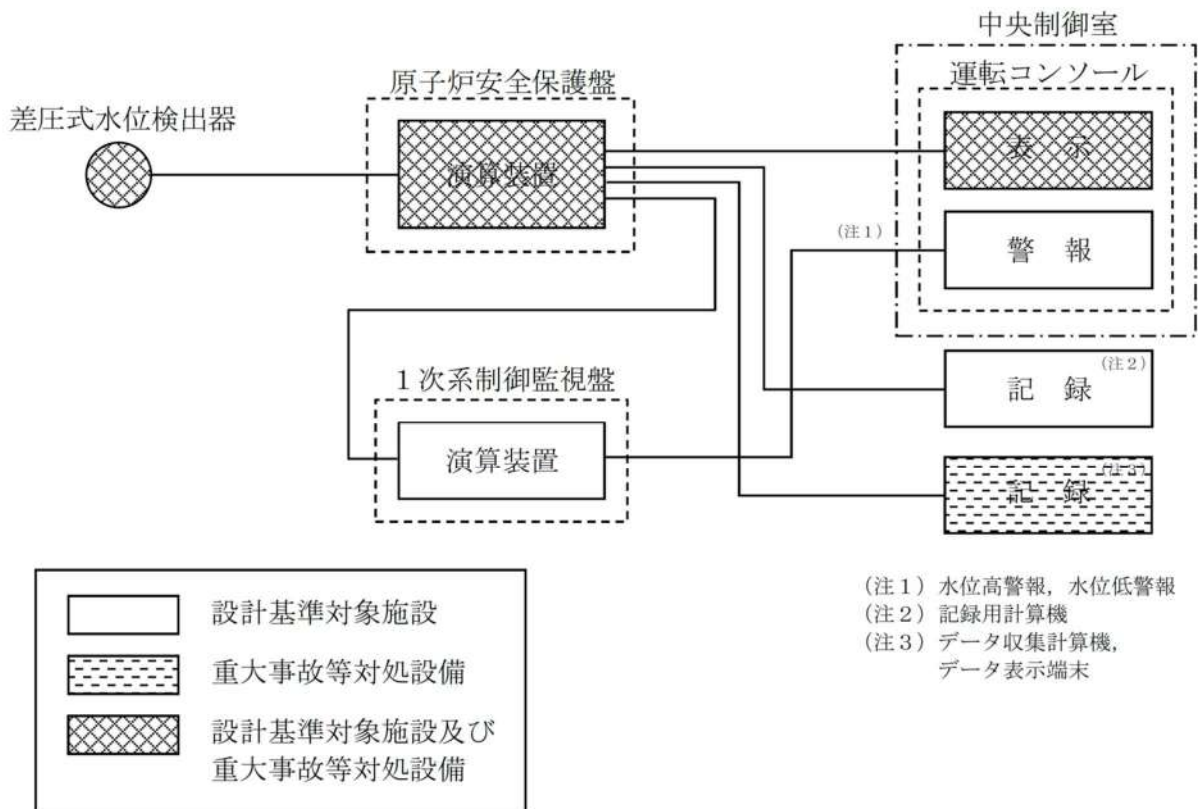 中央制御室
運転コンソール
原子炉安全保護盤
差圧式水位検出器
演算装置
表 示
(注1)
警 報
1次系制御監視盤
演算装置
(注2)
記 録
(注3)
記 録
設計基準対象施設
重大事故等対処設備
設計基準対象施設及び
重大事故等対処設備
(注1) 水位高警報,水位低警報
(注2) 記録用計算機
(注3) データ収集計算機,
データ表示端末